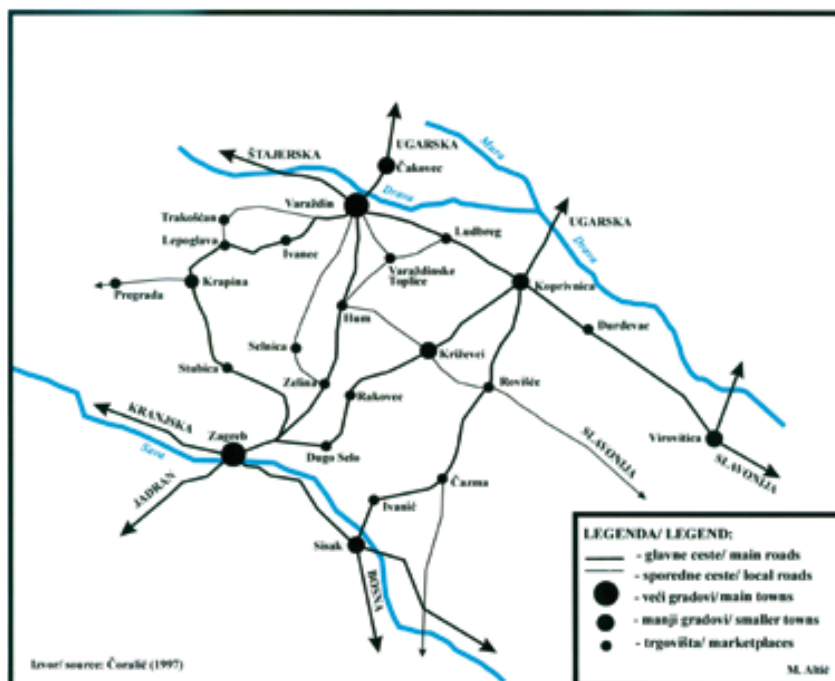 UGARSKA
ŠTAJERSKA
Čakovec
Mura
Drava
Varaždin
UGARSKA
Trakošćan
Ludbreg
Drava
Lepoglava
Ivanec
Varaždinske
Toplice
Krapina
Koprivnica
Pregrada
Hum
Đurđevac
Selnica
Križevci
Stubica
Zelina
Rovišće
Rakovec
KRANJSKA
Zagreb
Virovitica
Sava
Dugo Selo
SLAVONIJA
SLAVONIJA
JADRAN
Čazma
Ivanić
Sisak
BOSNA
LEGENDA/ LEGEND:
- glavne ceste/ main roads
- sporedne ceste/ local roads
- veći gradovi/ main towns
- manji gradovi/ smaller towns
- trgovišta/ marketplaces
Izvor/ source: Čoralić (1997)
M. Altić